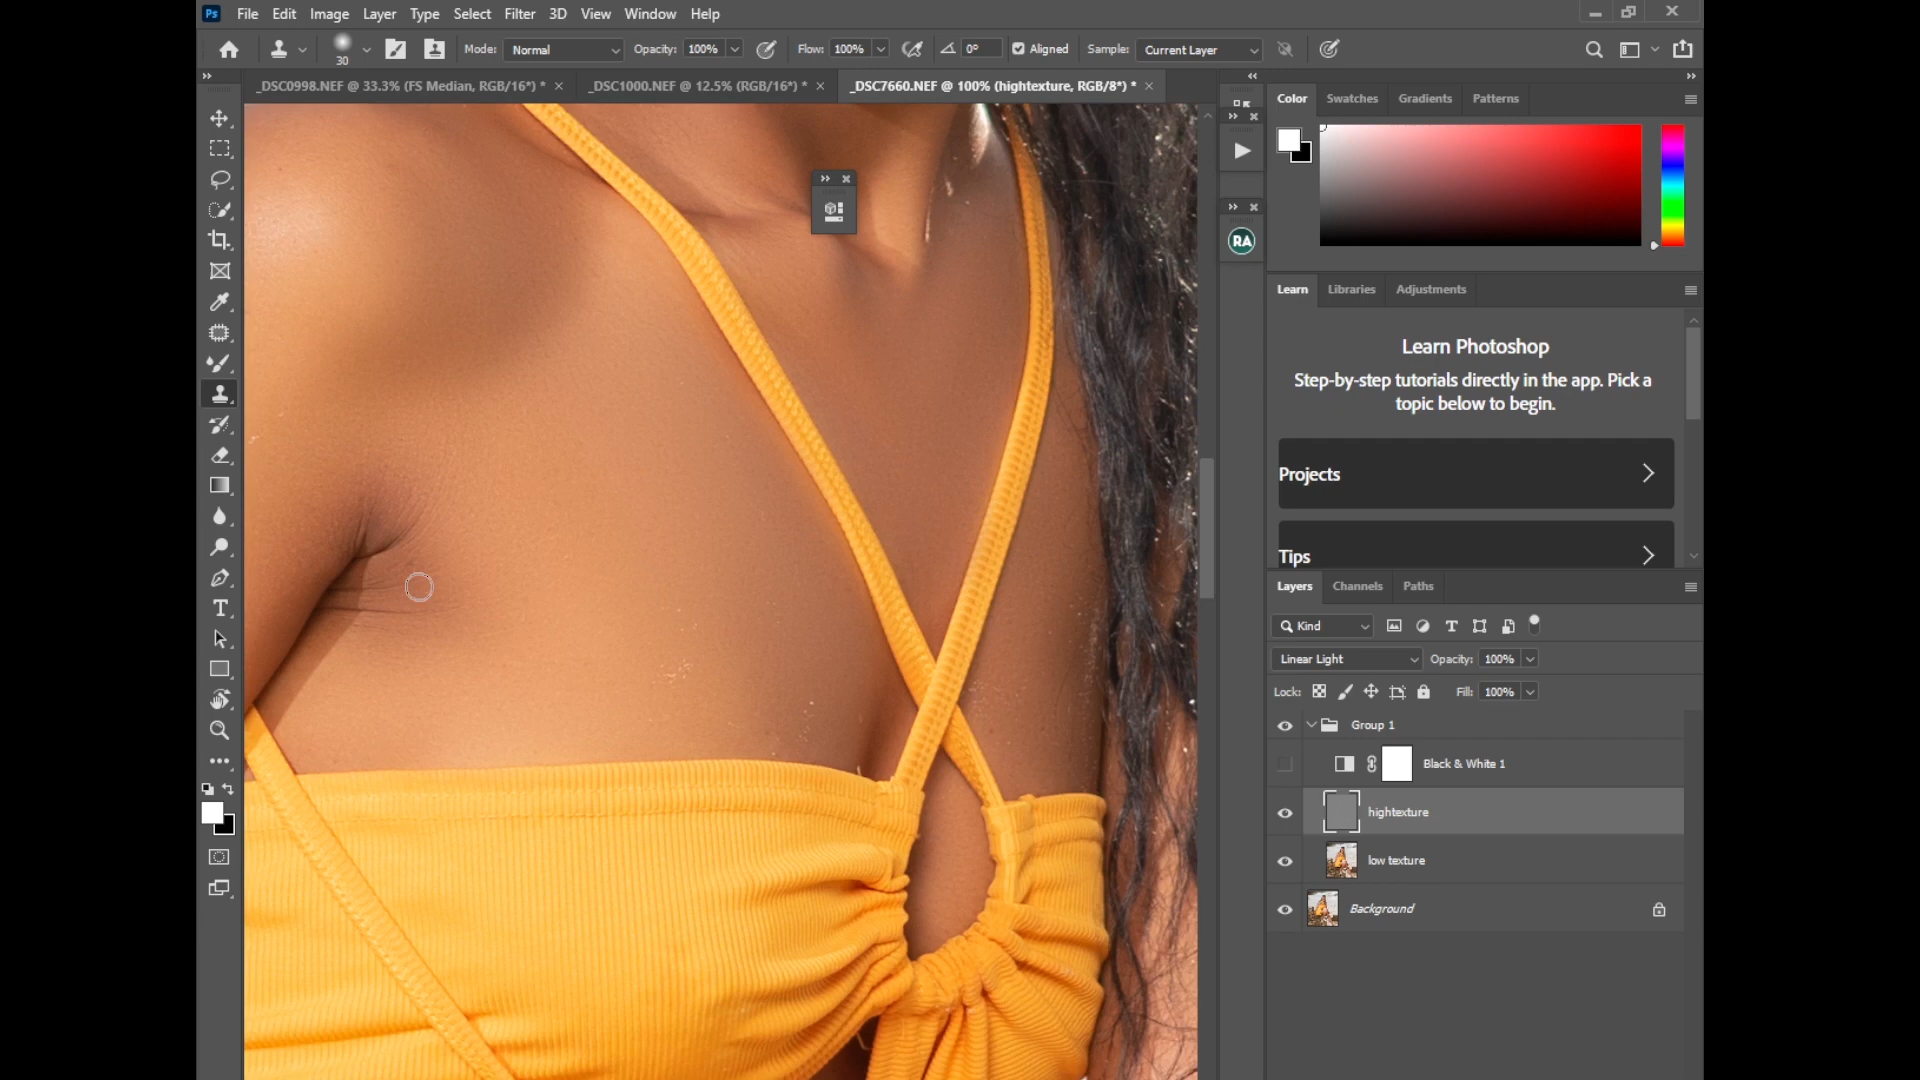 Ps File Edit Image Layer Type Select Filter 3D View Window Help
30 Mode: Normal Opacity: 100% Flow: 100% 0° Aligned Sample: Current Layer
_DSC0998.NEF @ 33.3% (FS Median, RGB/16*) * × _DSC1000.NEF @ 12.5% (RGB/16*) * × _DSC7660.NEF @ 100% (hightexture, RGB/8*) * ×
Color Swatches Gradients Patterns
RA
Learn Libraries Adjustments
Learn Photoshop
Step-by-step tutorials directly in the app. Pick a
topic below to begin.
Projects
Tips
Layers Channels Paths
Kind
Linear Light Opacity: 100%
Lock: Fill: 100%
Group 1
Black & White 1
hightexture
low texture
Background